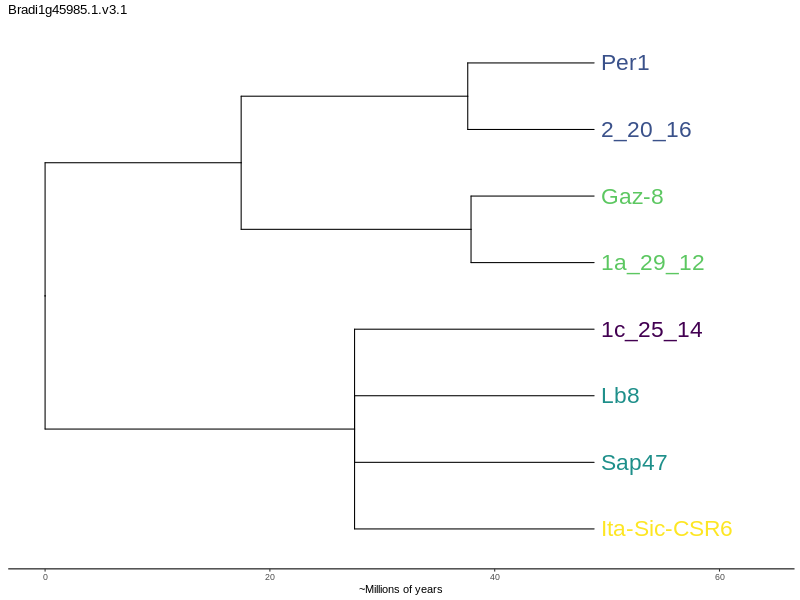 Bradi1g45985.1.v3.1
Per1
2_20_16
Gaz-8
1a_29_12
1c_25_14
Lb8
Sap47
Ita-Sic-CSR6
0 20 40 60
~Millions of years